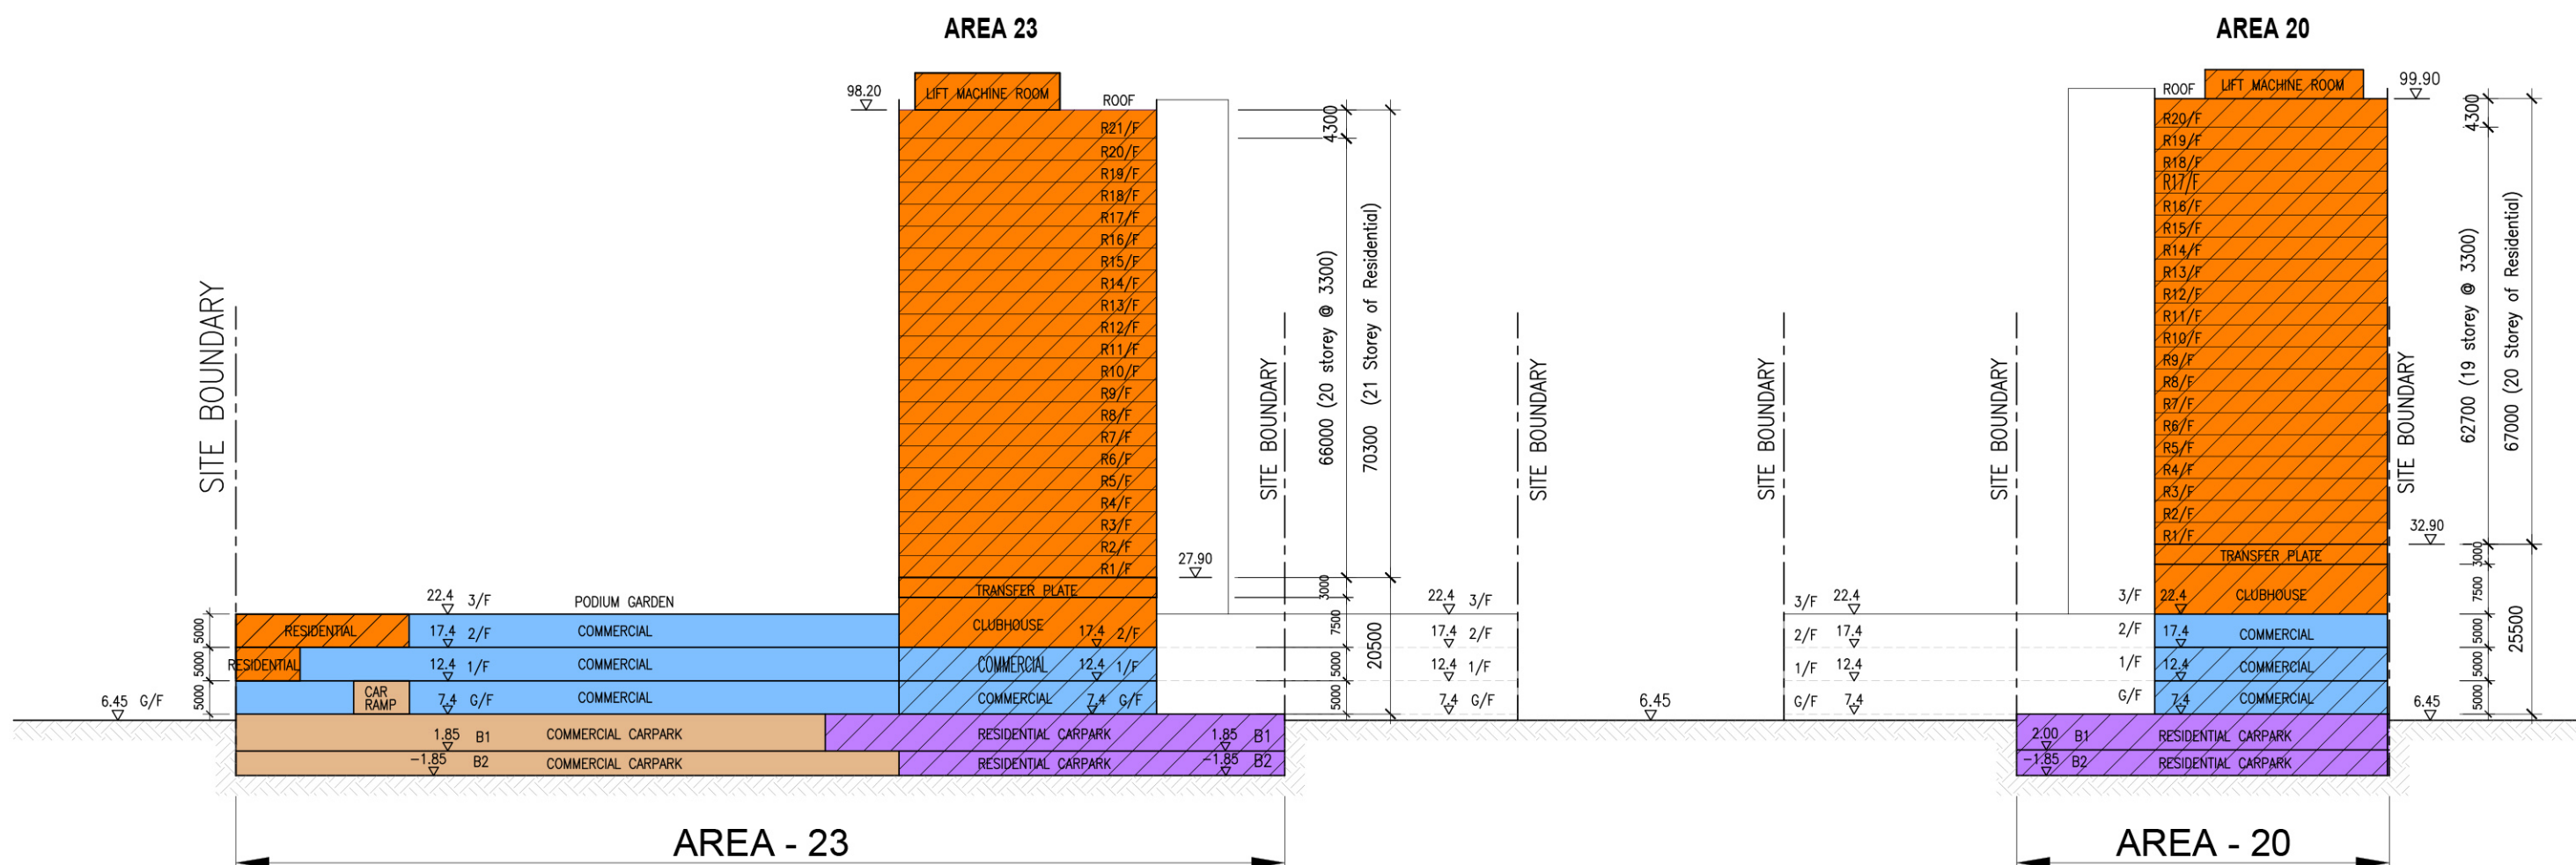 AREA 23
AREA 20
98.20
LIFT MACHINE ROOM
ROOF
R21/F
R20/F
R19/F
R18/F
R17/F
R16/F
R15/F
R14/F
R13/F
R12/F
R11/F
R10/F
R9/F
R8/F
R7/F
R6/F
R5/F
R4/F
R3/F
R2/F
R1/F
TRANSFER PLATE
CLUBHOUSE
17.4 2/F
COMMERCIAL
12.4 1/F
COMMERCIAL
7.4 G/F
27.90
SITE BOUNDARY
22.4 3/F
PODIUM GARDEN
RESIDENTIAL
17.4 2/F
COMMERCIAL
RESIDENTIAL
12.4 1/F
COMMERCIAL
CAR
RAMP
7.4 G/F
COMMERCIAL
5000
5000
5000
6.45 G/F
1.85 B1
COMMERCIAL CARPARK
RESIDENTIAL CARPARK
1.85 B1
-1.85 B2
COMMERCIAL CARPARK
RESIDENTIAL CARPARK
-1.85 B2
AREA - 23
SITE BOUNDARY
4300
66000 (20 storey @ 3300)
70300 (21 Storey of Residential)
3000
7500
5000
5000
20500
22.4 3/F
17.4 2/F
12.4 1/F
7.4 G/F
SITE BOUNDARY
6.45
SITE BOUNDARY
3/F 22.4
2/F 17.4
1/F 12.4
G/F 7.4
SITE BOUNDARY
ROOF
LIFT MACHINE ROOM
99.90
R20/F
R19/F
R18/F
R17/F
R16/F
R15/F
R14/F
R13/F
R12/F
R11/F
R10/F
R9/F
R8/F
R7/F
R6/F
R5/F
R4/F
R3/F
R2/F
R1/F
TRANSFER PLATE
3/F 22.4
CLUBHOUSE
2/F 17.4
COMMERCIAL
1/F 12.4
COMMERCIAL
G/F 7.4
COMMERCIAL
2.00 B1
RESIDENTIAL CARPARK
-1.85 B2
RESIDENTIAL CARPARK
SITE BOUNDARY
32.90
6.45
4300
62700 (19 storey @ 3300)
67000 (20 Storey of Residential)
3000
7500
5000
5000
5000
25500
AREA - 20